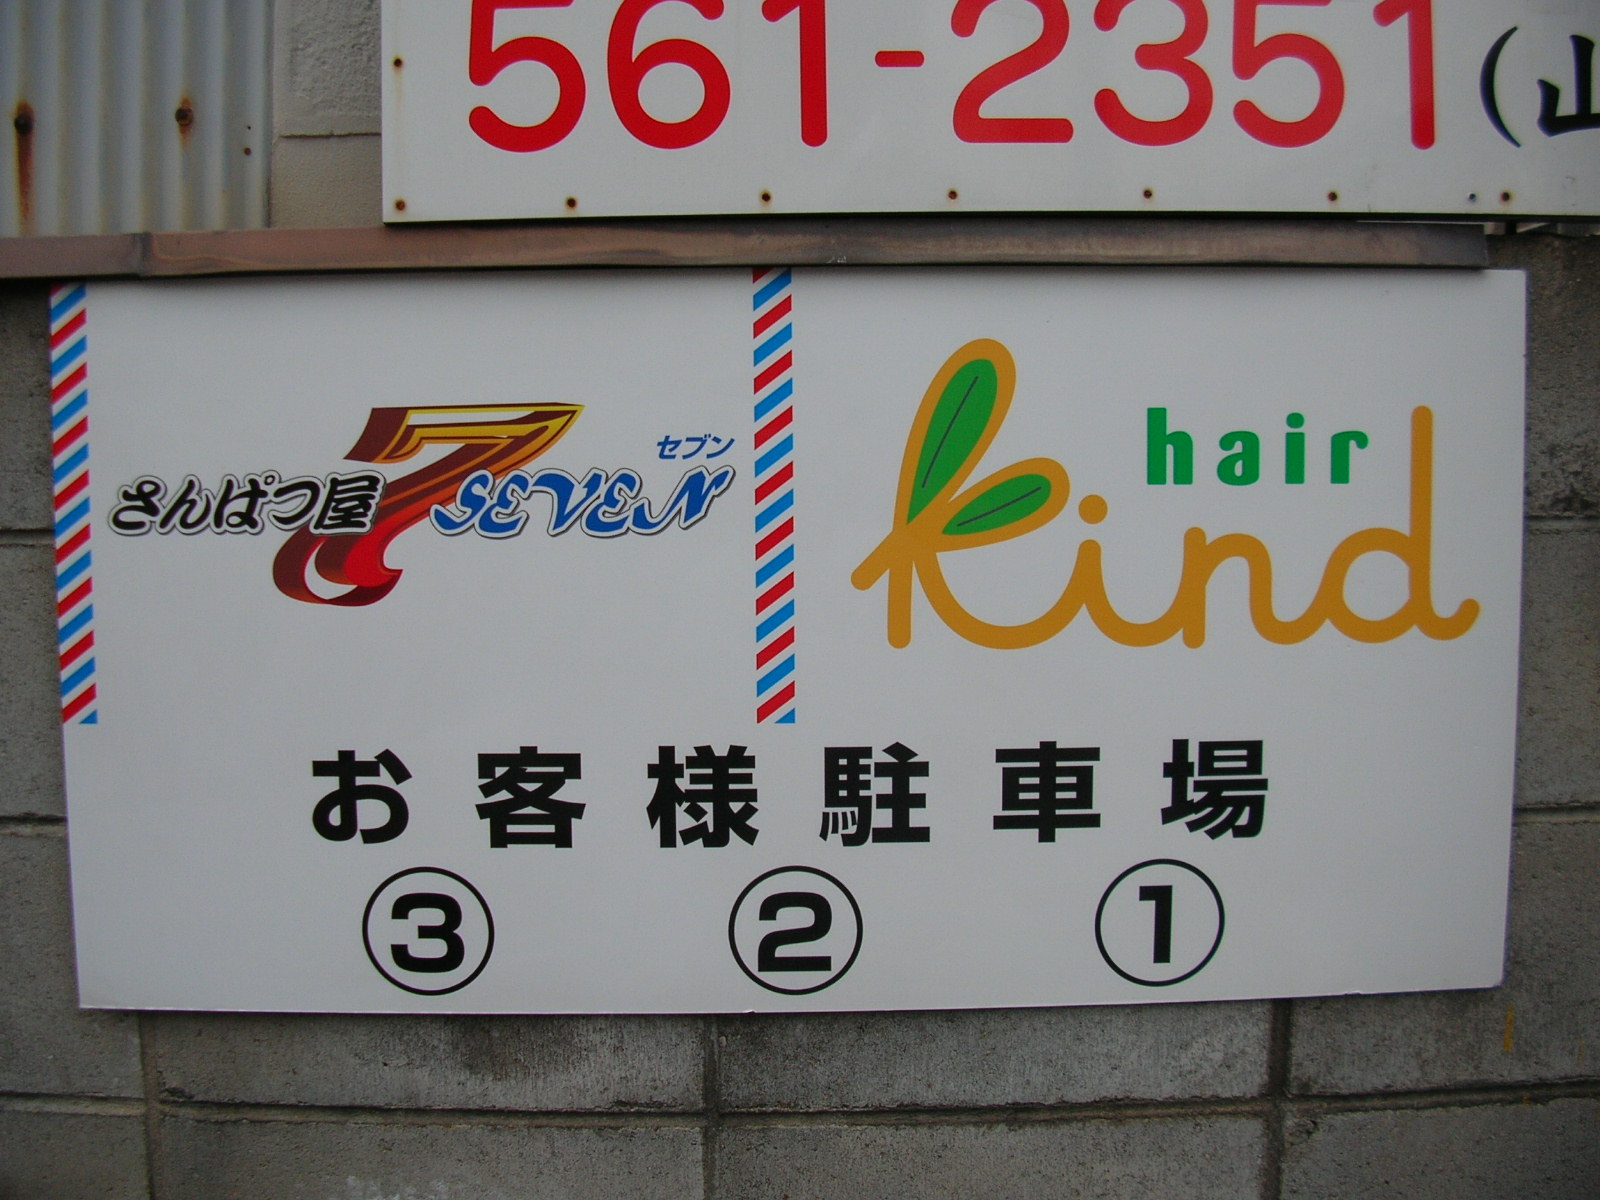 561-2351(山
さんぱつ屋 7 SEVEN
セブン
hair
kind
お客様駐車場
③ ② ①